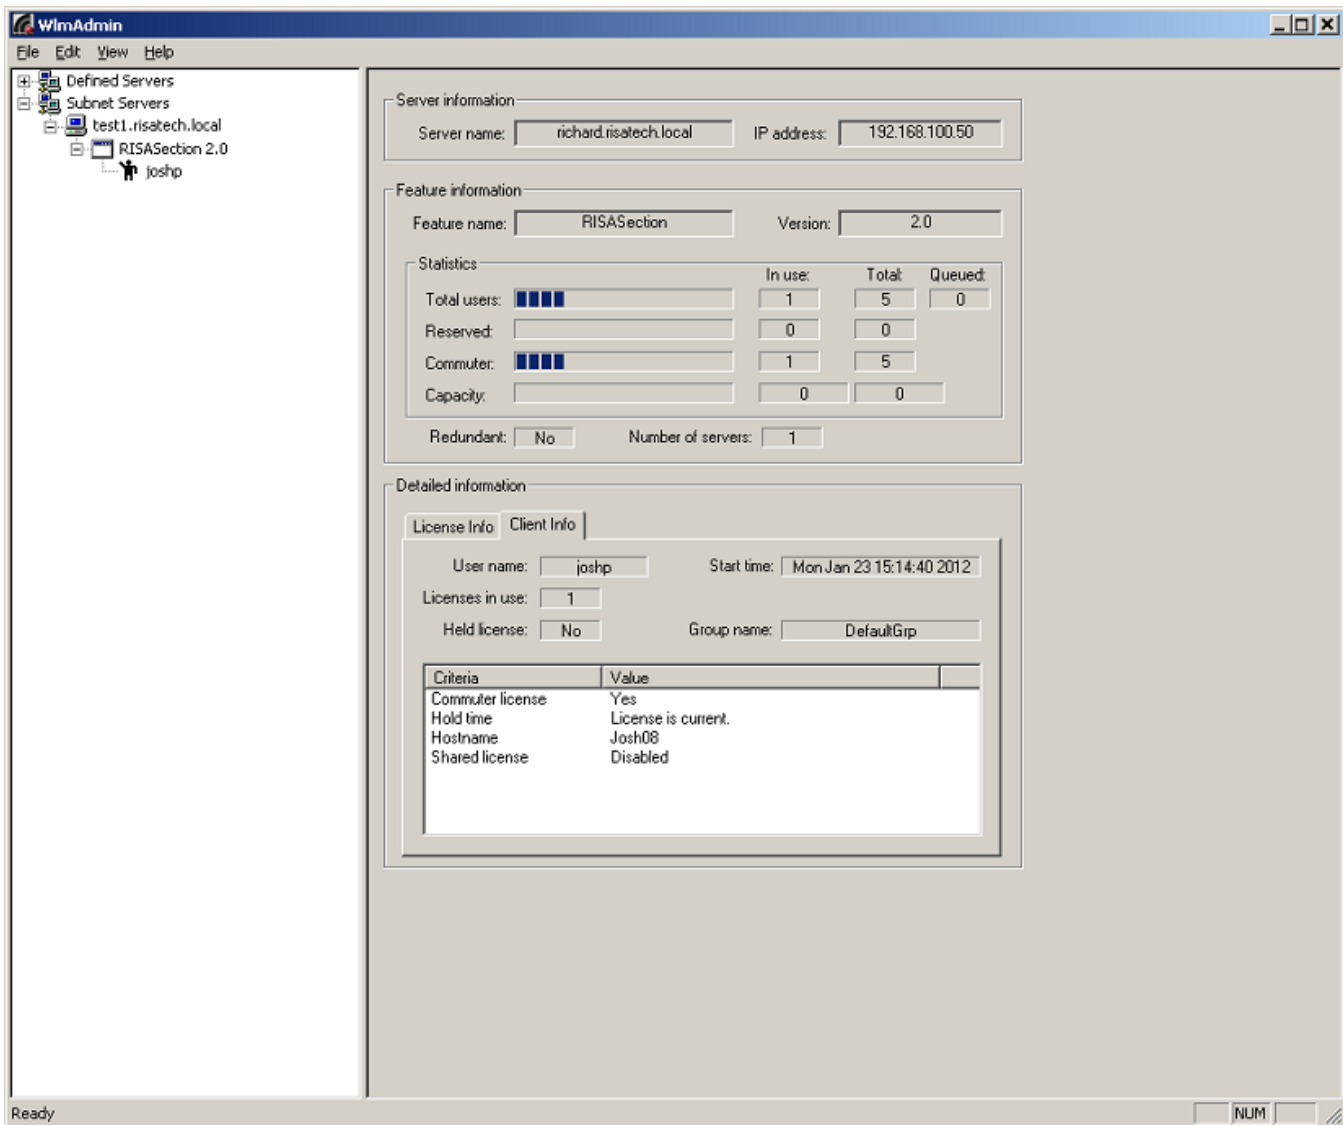 WlmAdmin
File Edit View Help
Defined Servers
Subnet Servers
test1.risatech.local
RISASection 2.0
joshp
Server information
Server name: richard.risatech.local IP address: 192.168.100.50
Feature information
Feature name: RISASection Version: 2.0
Statistics
In use: Total: Queued:
Total users: 1 5 0
Reserved: 0 0
Commuter: 1 5
Capacity: 0 0
Redundant: No Number of servers: 1
Detailed information
License Info Client Info
User name: joshp Start time: Mon Jan 23 15:14:40 2012
Licenses in use: 1
Held license: No Group name: DefaultGrp
Criteria Value
Commuter license Yes
Hold time License is current.
Hostname Josh08
Shared license Disabled
Ready NUM